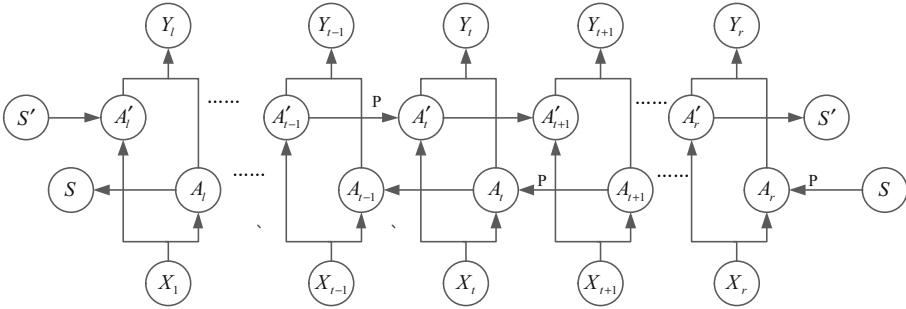 Y_l Y_{t-1} Y_t Y_{t+1} Y_r
S′ A′_l ...... A′_{t-1} P A′_t A′_{t+1} ...... A′_r S′
S A_l ...... A_{t-1} A_t P A_{t+1} ...... A_r P S
、 、
X_1 X_{t-1} X_t X_{t+1} X_r